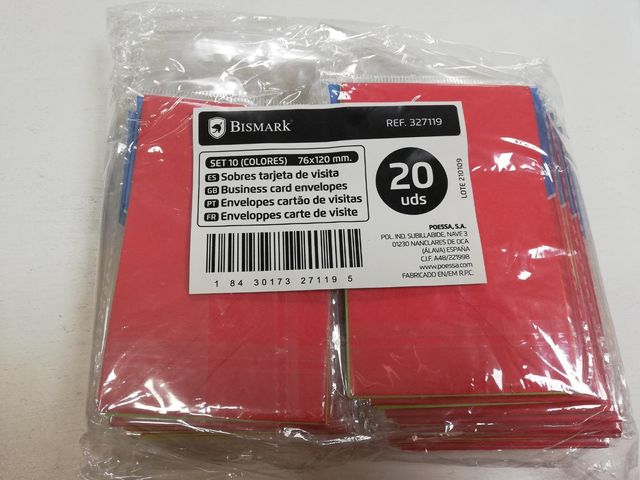 BISMARK
REF. 327119
SET 10 (COLORES) 76x120 mm.
ES Sobres tarjeta de visita
GB Business card envelopes
PT Envelopes cartão de visitas
FR Enveloppes carte de visite
20
uds
LOTE 210109
POESSA, S.A.
POL. IND. SUBILLABIDE, NAVE 3
01230 NANCLARES DE OCA
(ÁLAVA) ESPAÑA
C.I.F. A48/221998
www.poessa.com
FABRICADO EN/EM R.P.C.
1 84 30173 27119 5